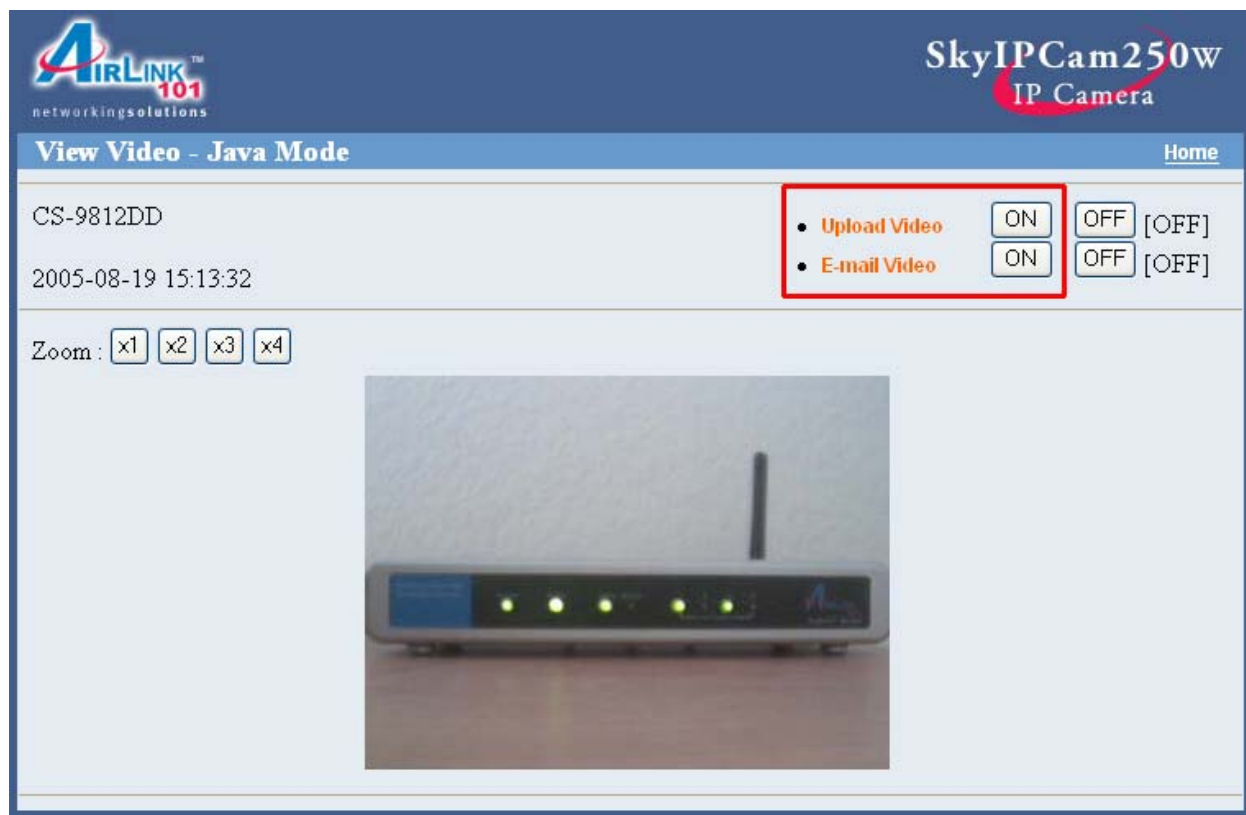 AIRLINK™
101
networkingsolutions
SkyIPCam250W
IP Camera
View Video - Java Mode Home
CS-9812DD
• Upload Video ON OFF [OFF]
• E-mail Video ON OFF [OFF]
2005-08-19 15:13:32
Zoom : x1 x2 x3 x4